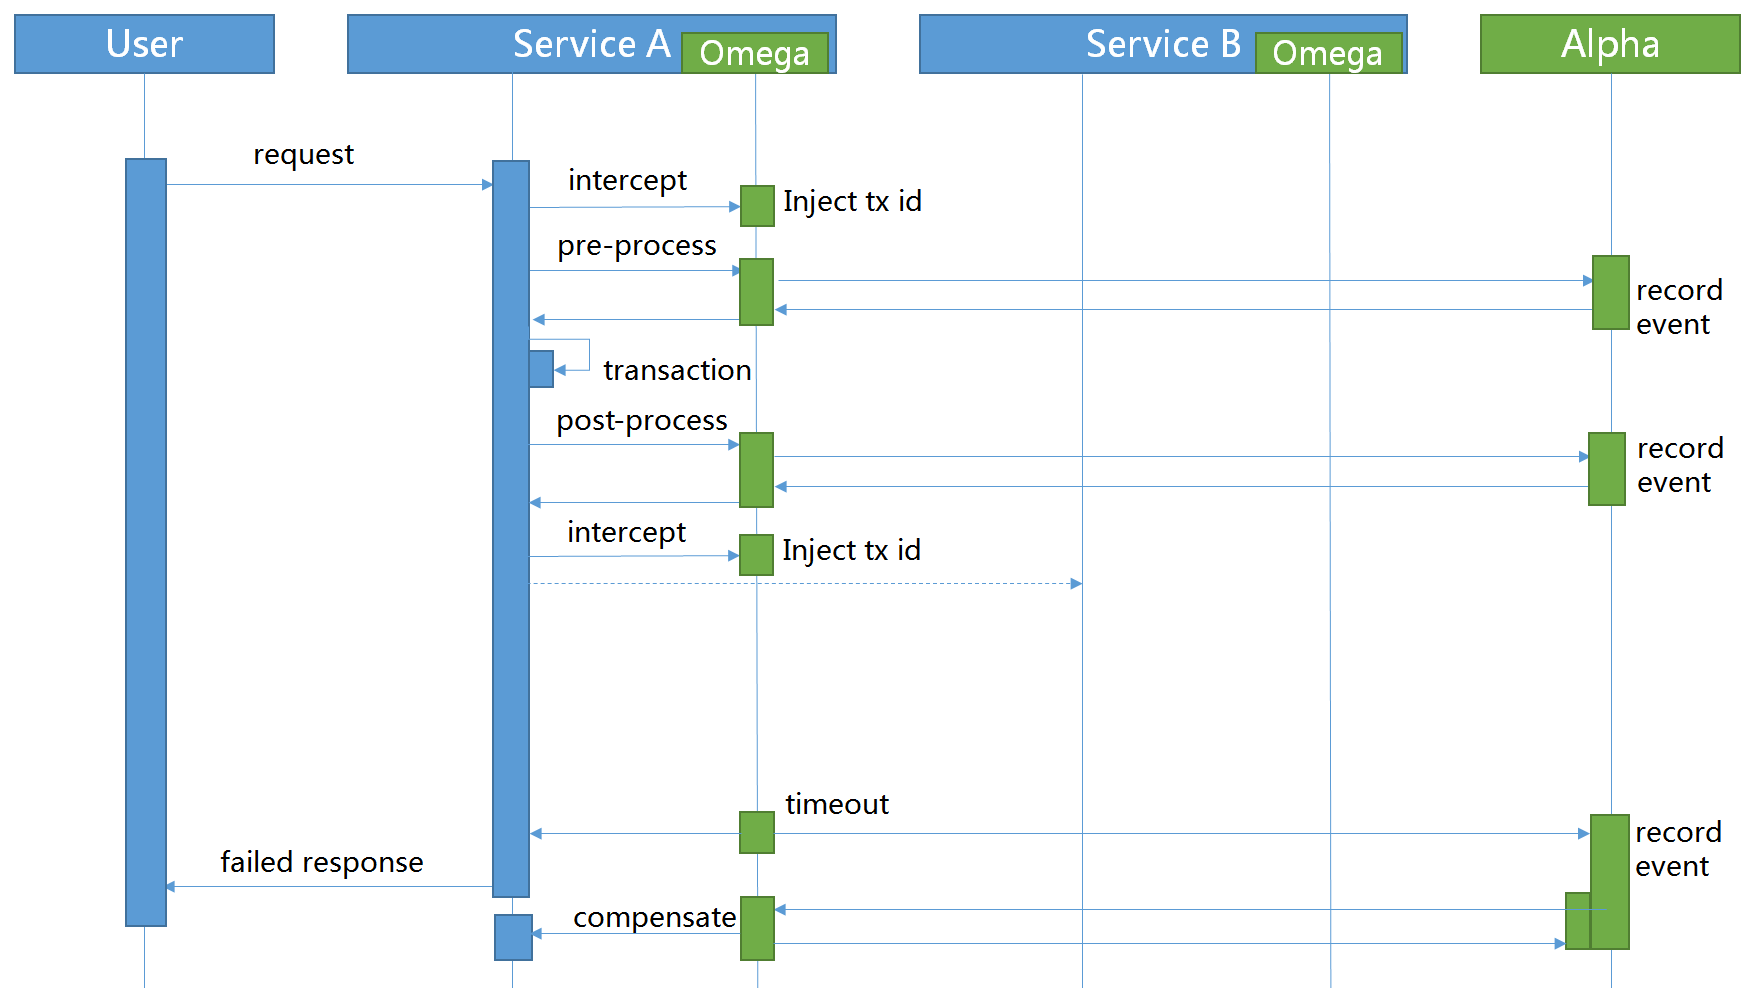 User
Service A
Omega
Service B
Omega
Alpha
request
intercept
Inject tx id
pre-process
record
event
transaction
post-process
record
event
intercept
Inject tx id
timeout
record
event
failed response
compensate